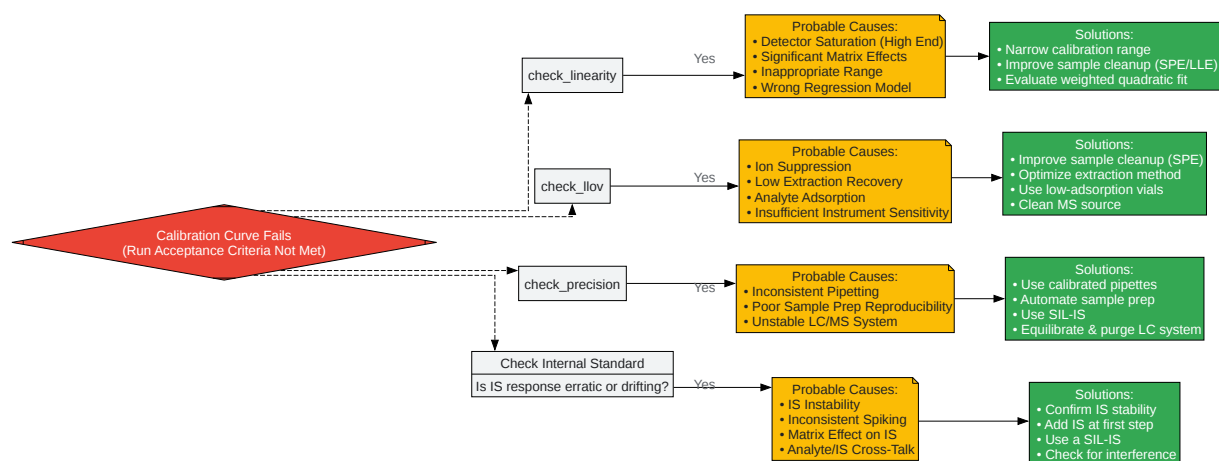 Probable Causes:
• Detector Saturation (High End)
• Significant Matrix Effects
• Inappropriate Range
• Wrong Regression Model
Solutions:
• Narrow calibration range
• Improve sample cleanup (SPE/LLE)
• Evaluate weighted quadratic fit
Yes
check_linearity
Probable Causes:
• Ion Suppression
• Low Extraction Recovery
• Analyte Adsorption
• Insufficient Instrument Sensitivity
Solutions:
• Improve sample cleanup (SPE)
• Optimize extraction method
• Use low-adsorption vials
• Clean MS source
Yes
check_llov
Calibration Curve Fails
(Run Acceptance Criteria Not Met)
check_precision
Yes
Probable Causes:
• Inconsistent Pipetting
• Poor Sample Prep Reproducibility
• Unstable LC/MS System
Solutions:
• Use calibrated pipettes
• Automate sample prep
• Use SIL-IS
• Equilibrate & purge LC system
Check Internal Standard
Is IS response erratic or drifting?
Yes
Probable Causes:
• IS Instability
• Inconsistent Spiking
• Matrix Effect on IS
• Analyte/IS Cross-Talk
Solutions:
• Confirm IS stability
• Add IS at first step
• Use a SIL-IS
• Check for interference